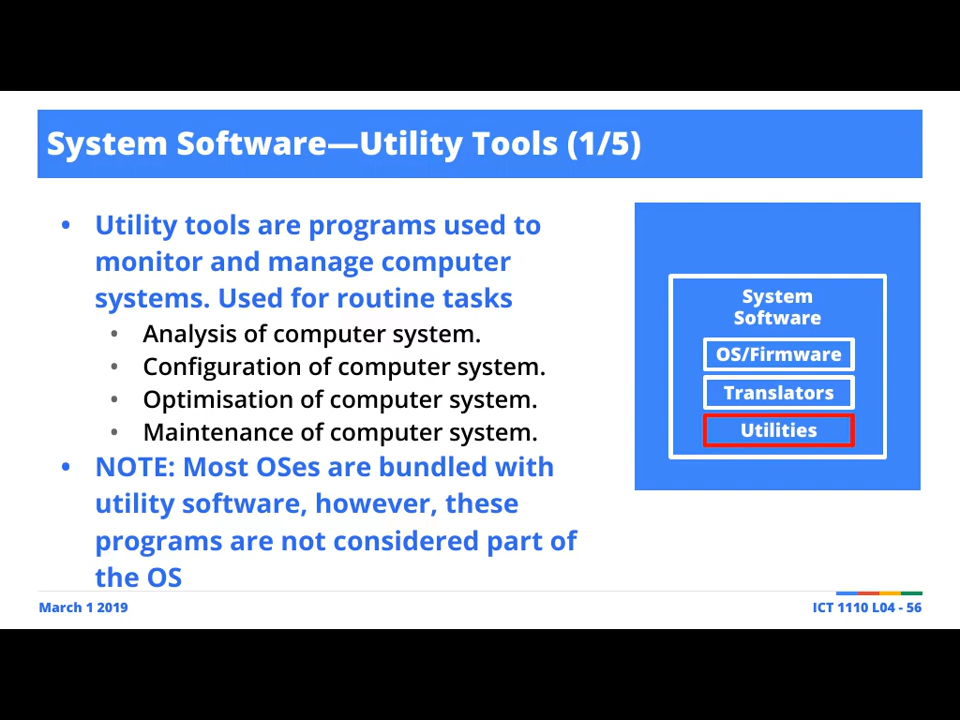 System Software—Utility Tools (1/5)
• Utility tools are programs used to
monitor and manage computer
systems. Used for routine tasks
• Analysis of computer system.
• Configuration of computer system.
• Optimisation of computer system.
• Maintenance of computer system.
• NOTE: Most OSes are bundled with
utility software, however, these
programs are not considered part of
the OS
System
Software
OS/Firmware
Translators
Utilities
March 1 2019
ICT 1110 L04 - 56